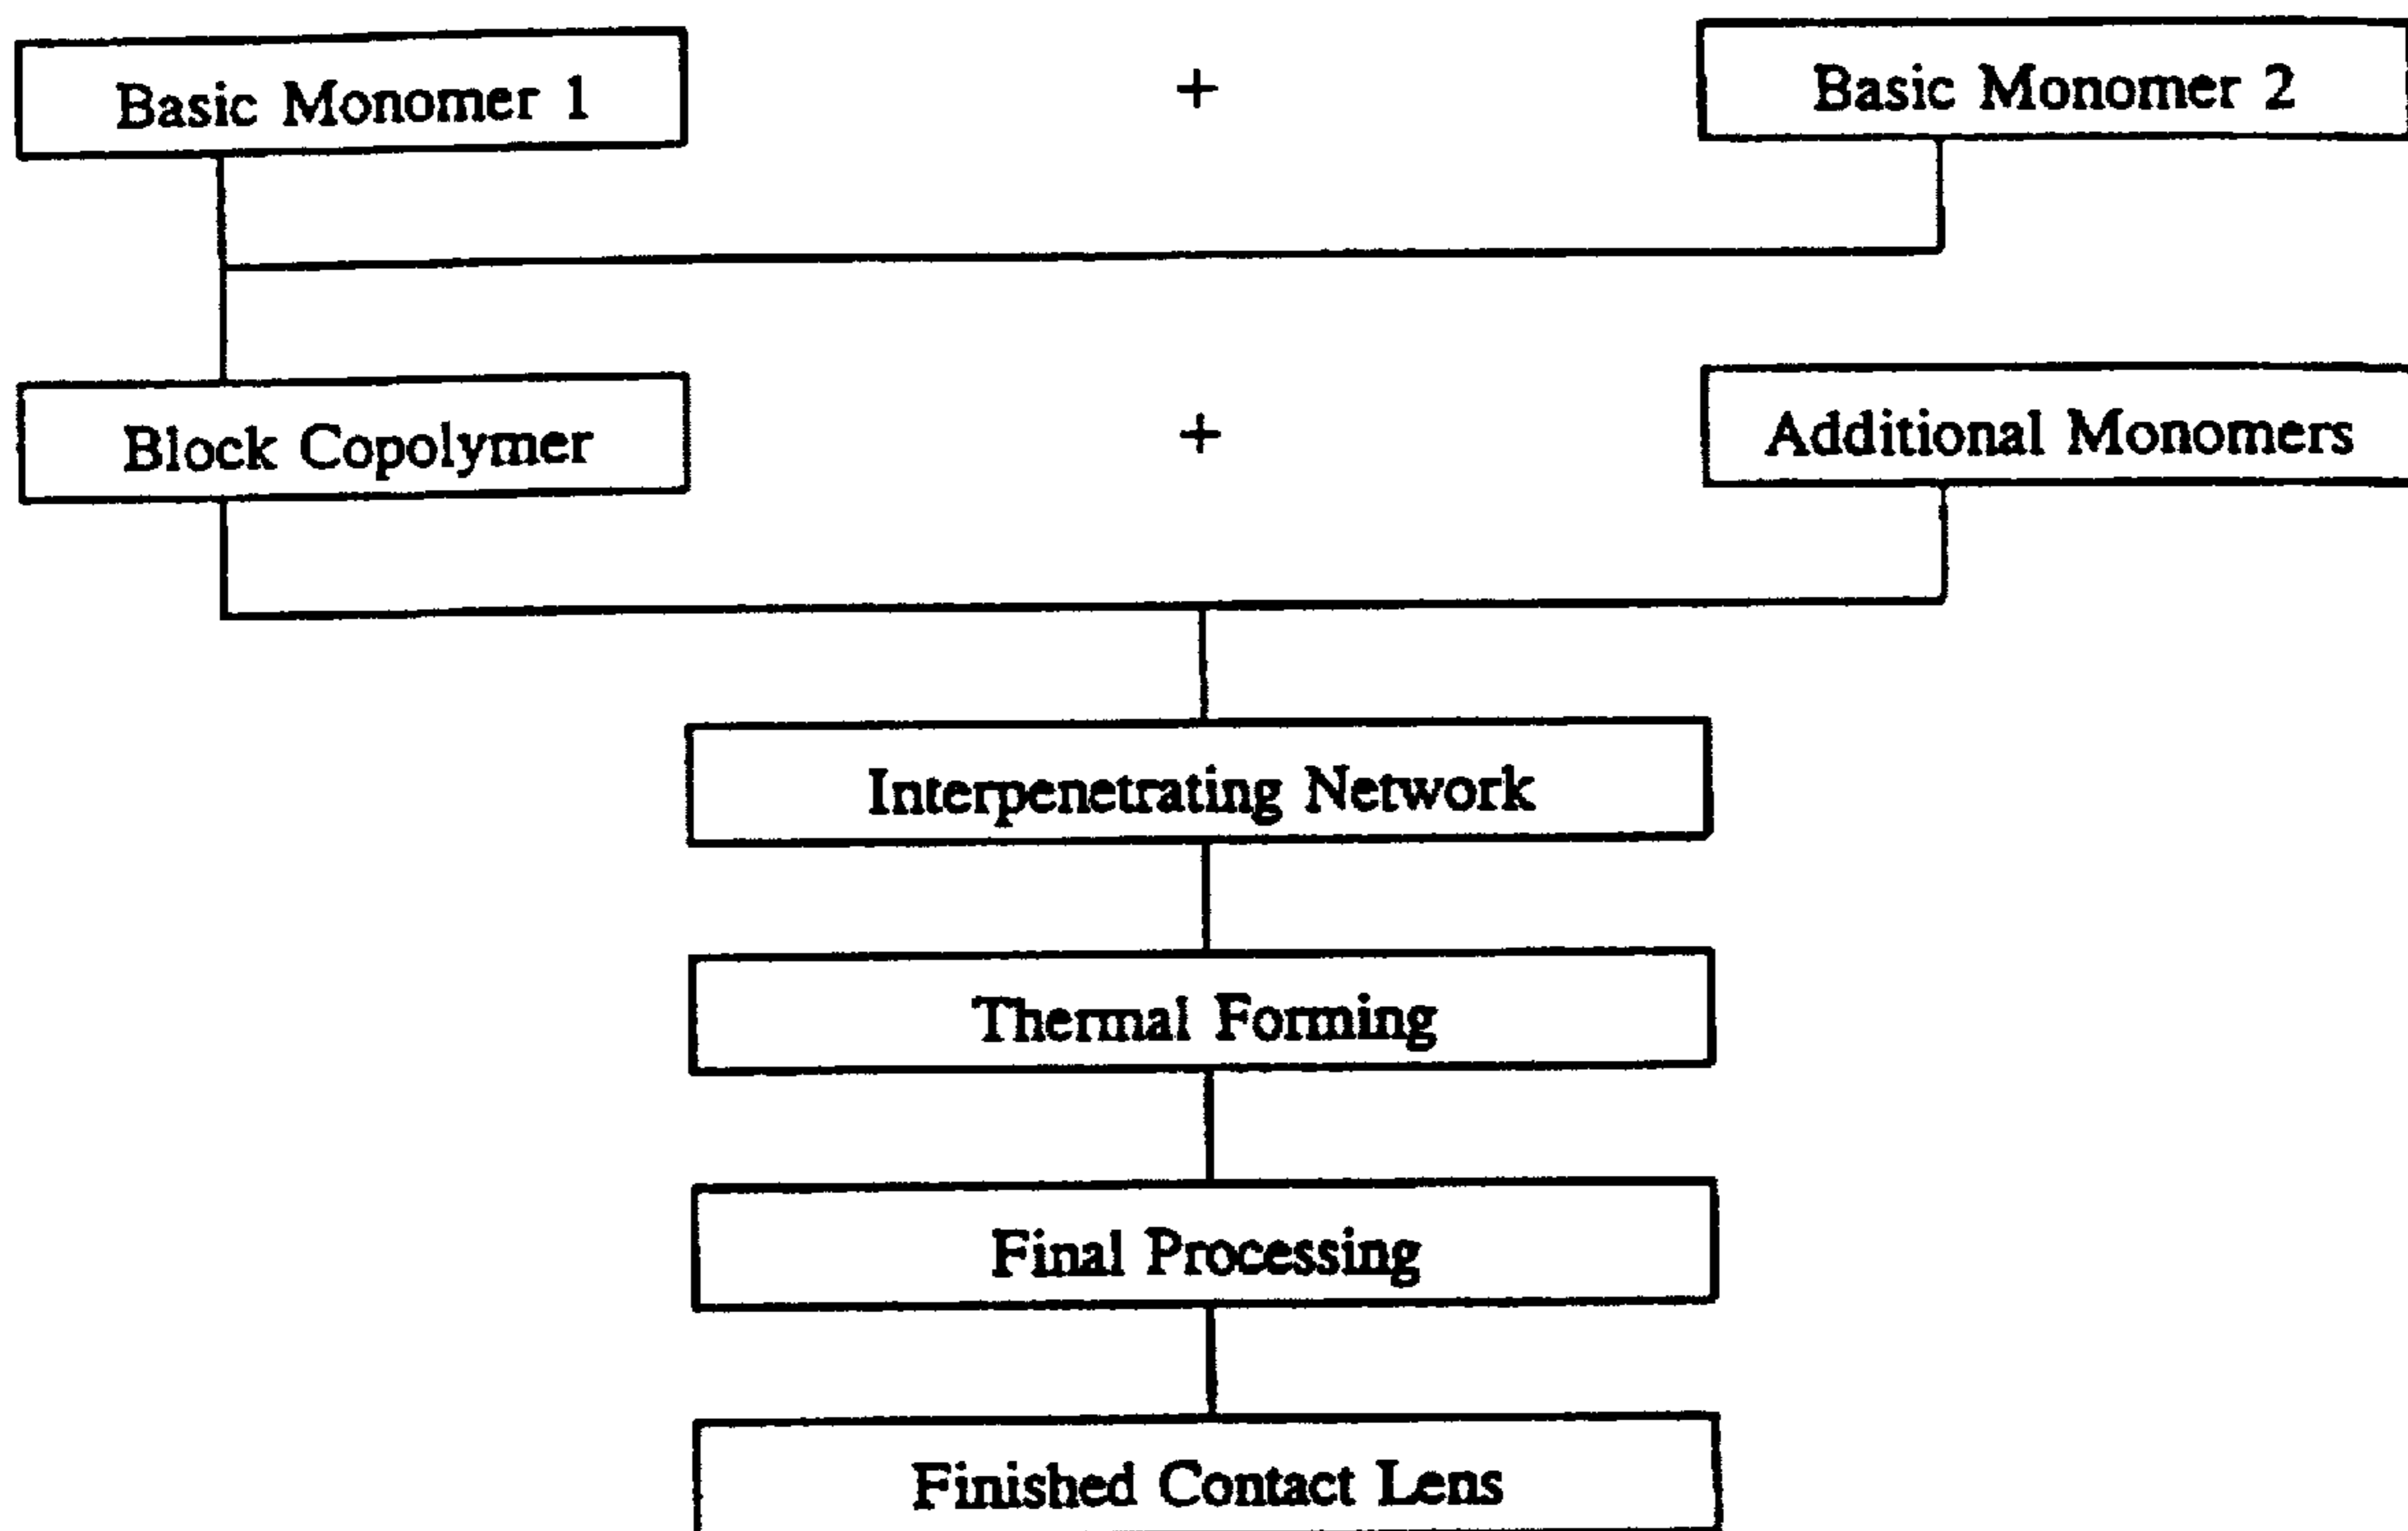 Basic Monomer 1 + Basic Monomer 2
Block Copolymer + Additional Monomers
Interpenetrating Network
Thermal Forming
Final Processing
Finished Contact Lens